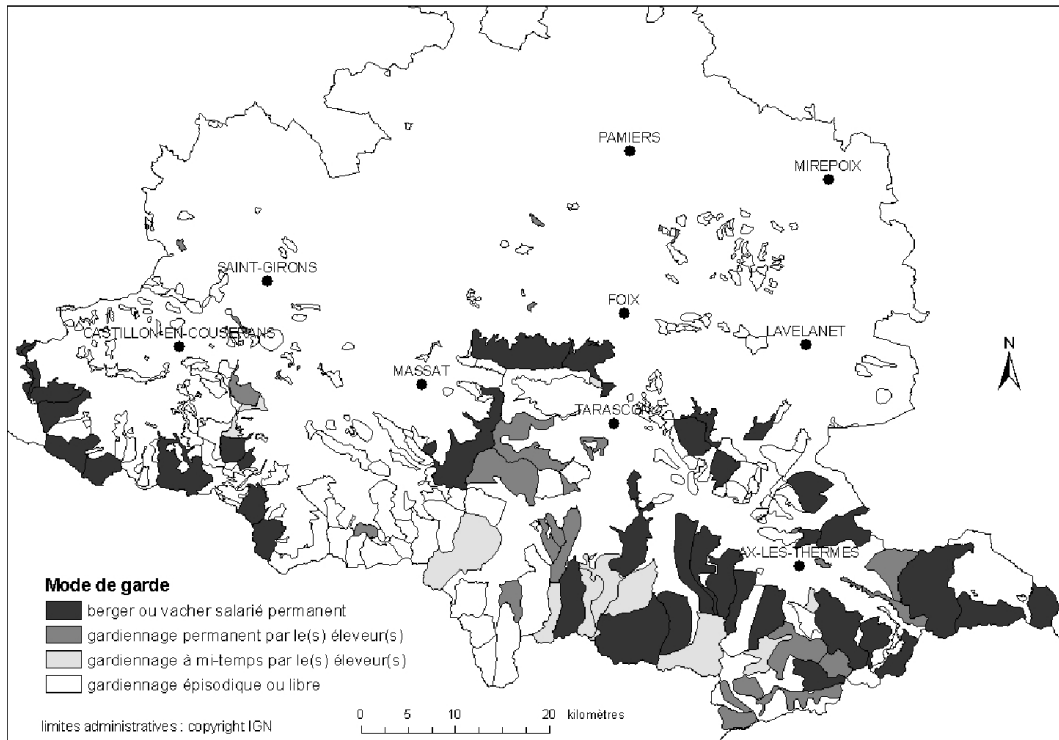 PAMIERS
MIREPOIX
SAINT-GIRONS
FOIX
CASTILLON-EN-COUSERANS
LAVELANET
N
MASSAT
TARASCON
AX-LES-THERMES
Mode de garde
berger ou vacher salarié permanent
gardiennage permanent par le(s) éleveur(s)
gardiennage à mi-temps par le(s) éleveur(s)
gardiennage épisodique ou libre
limites administratives : copyright IGN
0 5 10 20 kilomètres